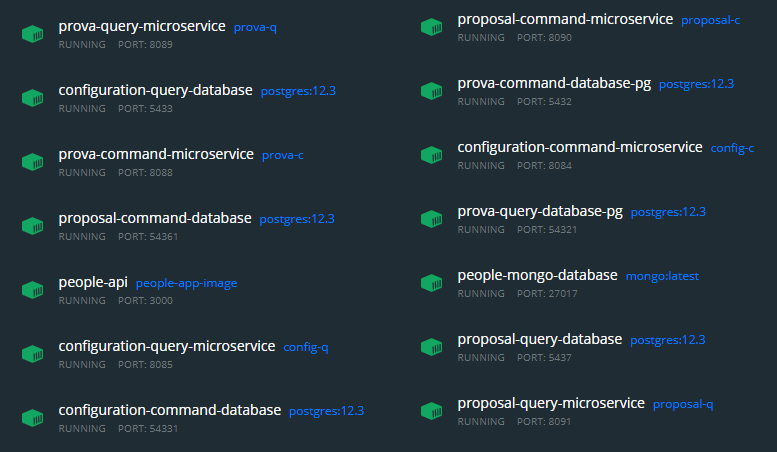 prova-query-microservice prova-q
RUNNING PORT: 8089
configuration-query-database postgres:12.3
RUNNING PORT: 5433
prova-command-microservice prova-c
RUNNING PORT: 8088
proposal-command-database postgres:12.3
RUNNING PORT: 54361
people-api people-app-image
RUNNING PORT: 3000
configuration-query-microservice config-q
RUNNING PORT: 8085
configuration-command-database postgres:12.3
RUNNING PORT: 54331
proposal-command-microservice proposal-c
RUNNING PORT: 8090
prova-command-database-pg postgres:12.3
RUNNING PORT: 5432
configuration-command-microservice config-c
RUNNING PORT: 8084
prova-query-database-pg postgres:12.3
RUNNING PORT: 54321
people-mongo-database mongo:latest
RUNNING PORT: 27017
proposal-query-database postgres:12.3
RUNNING PORT: 5437
proposal-query-microservice proposal-q
RUNNING PORT: 8091